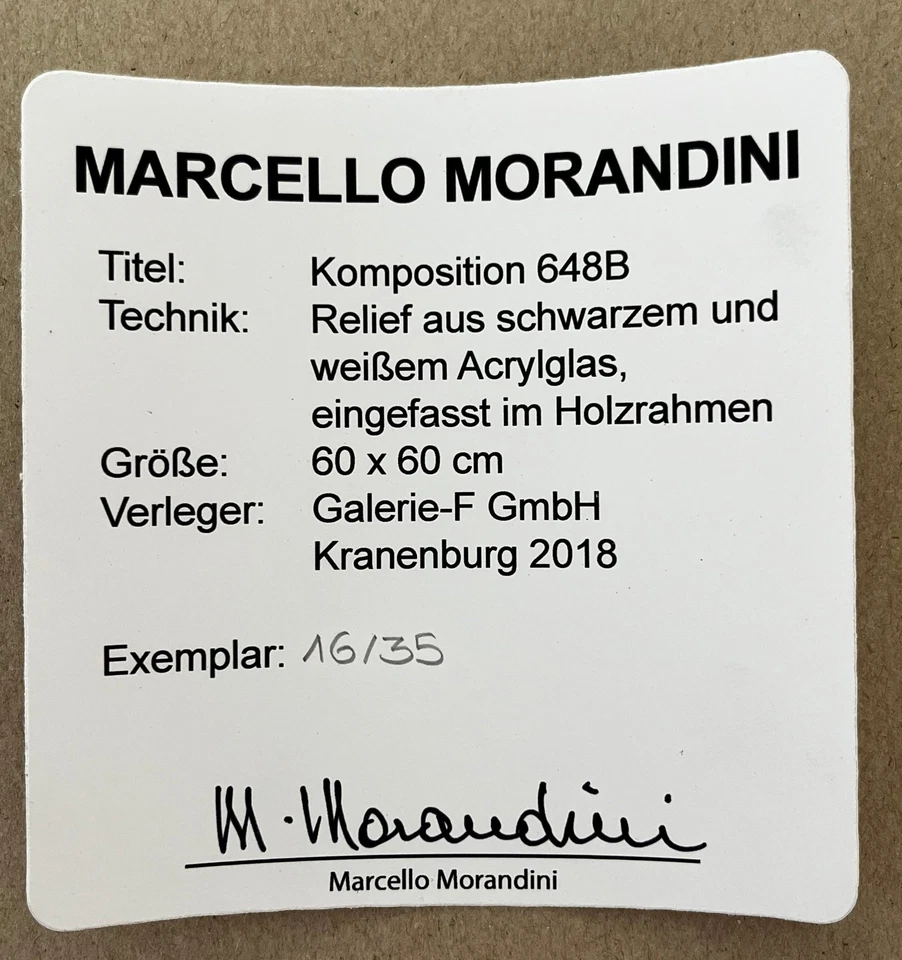 MARCELLO MORANDINI
Titel: Komposition 648B
Technik: Relief aus schwarzem und
weißem Acrylglas,
eingefasst im Holzrahmen
Größe: 60 x 60 cm
Verleger: Galerie-F GmbH
Kranenburg 2018
Exemplar: 16/35
M. Morandini
Marcello Morandini